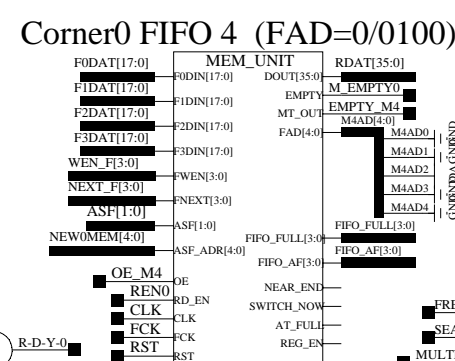 Corner0 FIFO 4 (FAD=0/0100)
MEM_UNIT
F0DAT[17:0] F0DIN[17:0] DOUT[35:0] RDAT[35:0]
F1DAT[17:0] F1DIN[17:0] EMPTY M_EMPTY0
F2DAT[17:0] F2DIN[17:0] MT_OUT EMPTY_M4
F3DAT[17:0] F3DIN[17:0] FAD[4:0] M4AD[4:0]
M4AD0
M4AD1
M4AD2
M4AD3
M4AD4
WEN_F[3:0] FWEN[3:0]
NEXT_F[3:0] FNEXT[3:0]
ASF[1:0] ASF[1:0]
NEW0MEM[4:0] ASF_ADR[4:0]
FIFO_FULL[3:0] FIFO_FULL[3:0]
FIFO_AF[3:0] FIFO_AF[3:0]
OE_M4 OE NEAR_END
REN0 RD_EN SWITCH_NOW
CLK CLK AT_FULL
FCK FCK REG_EN
RST RST
R-D-Y-0
FRE
SEA
MULT